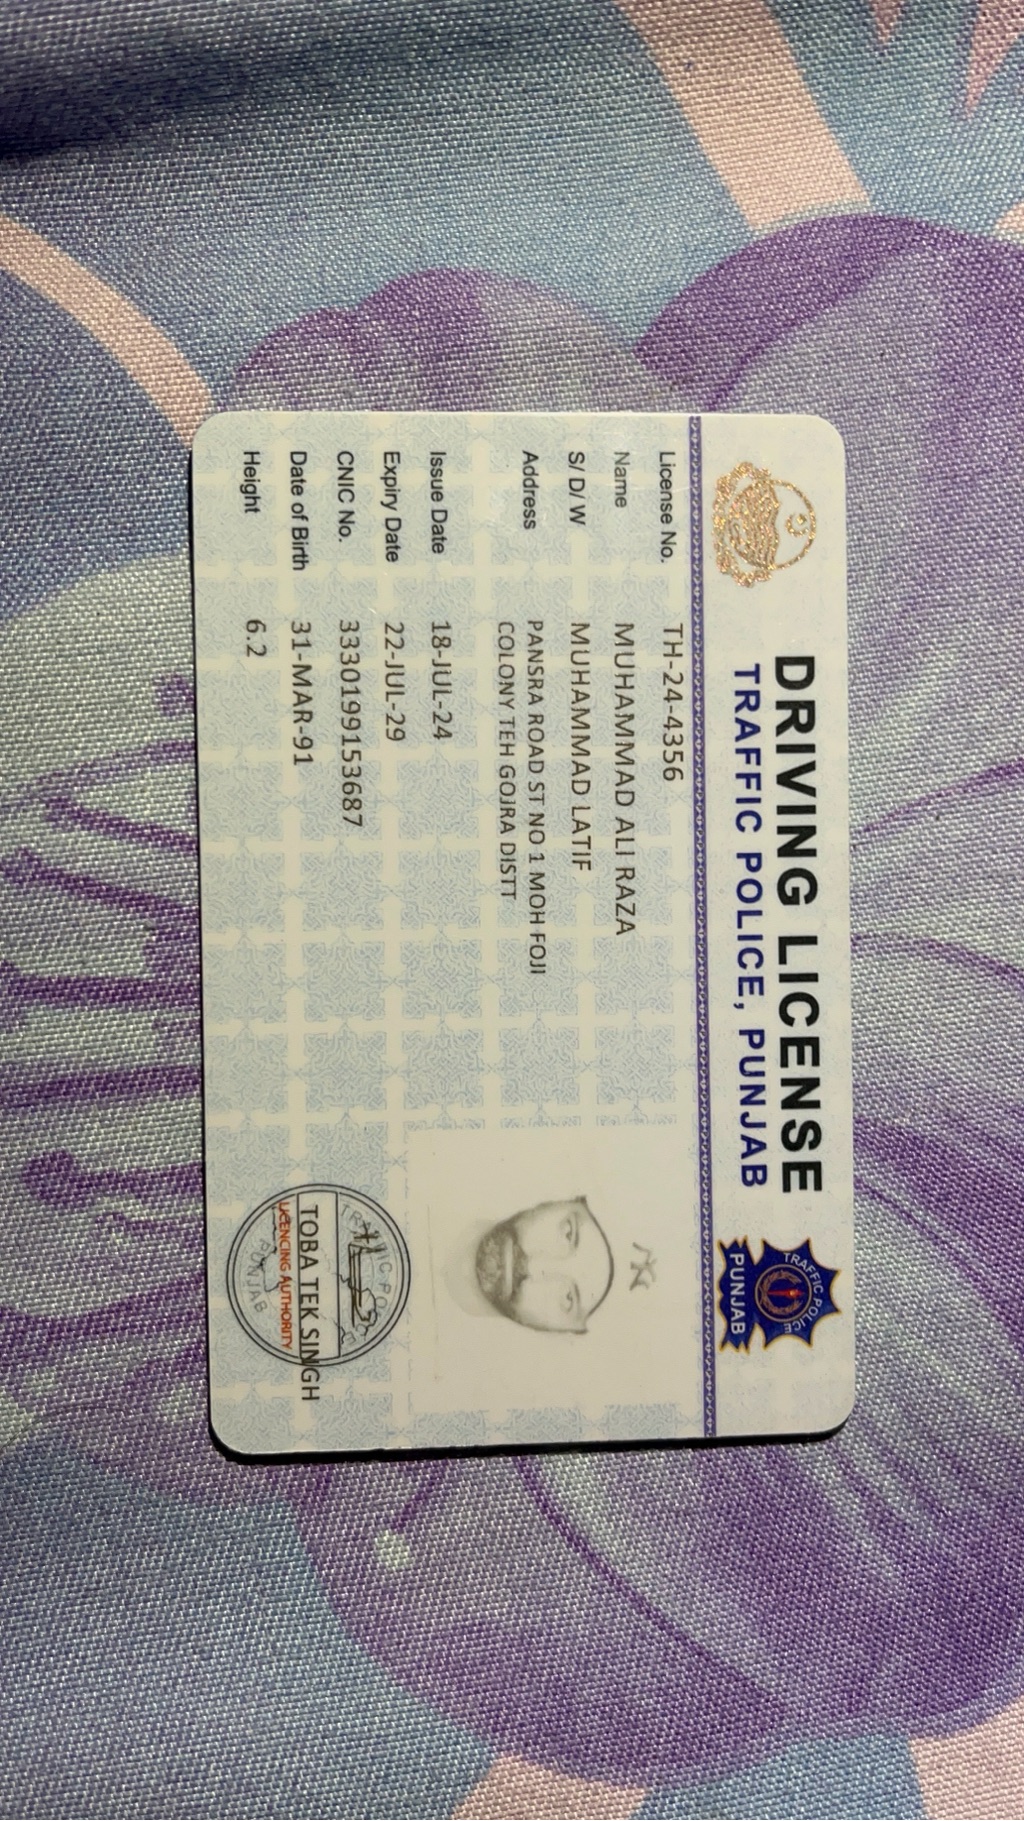 DRIVING LICENSE
TRAFFIC POLICE, PUNJAB
TRAFFIC POLICE
PUNJAB
License No. TH-24-4356
Name MUHAMMAD ALI RAZA
S/ D/ W MUHAMMAD LATIF
Address PANSRA ROAD ST NO 1 MOH FOJI
COLONY TEH GOJRA DISTT
Issue Date 18-JUL-24
Expiry Date 22-JUL-29
CNIC No. 3330199153687
Date of Birth 31-MAR-91
Height 6.2
TRAFFIC POLICE
TOBA TEK SINGH
LICENCING AUTHORITY
PUNJAB